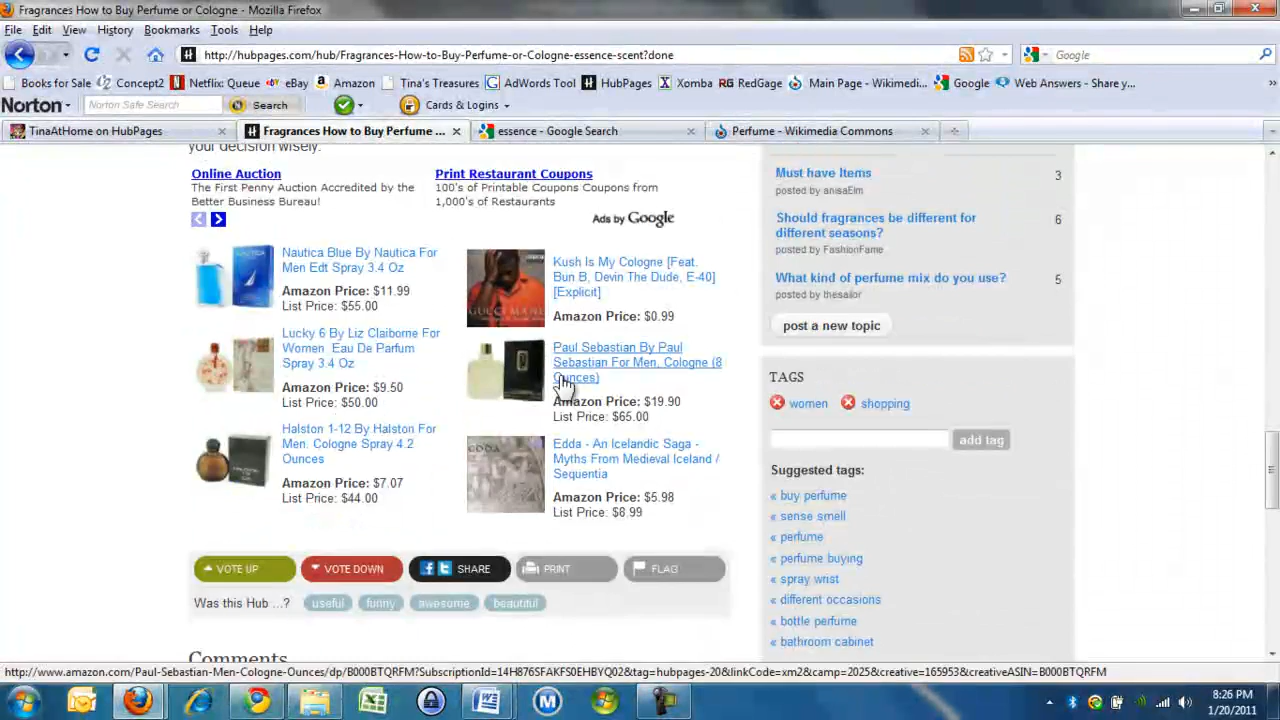 Fragrances How to Buy Perfume or Cologne - Mozilla Firefox
File Edit View History Bookmarks Tools Help
http://hubpages.com/hub/Fragrances-How-to-Buy-Perfume-or-Cologne-essence-scent?done
Google
Books for Sale Concept2 Netflix Queue eBay Amazon Tina's Treasures AdWords Tool HubPages Xomba RG RedGage Main Page - Wikimedi... Google Web Answers - Share y...
Norton Norton Safe Search Search Cards & Logins
TinaAtHome on HubPages
Fragrances How to Buy Perfume ...
essence - Google Search
Perfume - Wikimedia Commons
your decision wisely.
Online Auction
The First Penny Auction Accredited by the
Better Business Bureau!
Print Restaurant Coupons
100's of Printable Coupons Coupons from
1,000's of Restaurants
Ads by Google
Nautica Blue By Nautica For
Men Edt Spray 3.4 Oz
Amazon Price: $11.99
List Price: $55.00
Lucky 6 By Liz Claiborne For
Women Eau De Parfum
Spray 3.4 Oz
Amazon Price: $9.50
List Price: $50.00
Halston 1-12 By Halston For
Men. Cologne Spray 4.2
Ounces
Amazon Price: $7.07
List Price: $44.00
Kush Is My Cologne [Feat.
Bun B, Devin The Dude, E-40]
[Explicit]
Amazon Price: $0.99
GUCCI MANE
Paul Sebastian By Paul
Sebastian For Men, Cologne (8
Ounces)
Amazon Price: $19.90
List Price: $65.00
Edda - An Icelandic Saga -
Myths From Medieval Iceland /
Sequentia
Amazon Price: $5.98
List Price: $8.99
EDDA
VOTE UP
VOTE DOWN
SHARE
PRINT
FLAG
Was this Hub ...? useful funny awesome beautiful
Comments
Must have Items 3
posted by anisaElm
Should fragrances be different for 6
different seasons?
posted by FashionFame
What kind of perfume mix do you use? 5
posted by thesailor
post a new topic
TAGS
women shopping
add tag
Suggested tags:
« buy perfume
« sense smell
« perfume
« perfume buying
« spray wrist
« different occasions
« bottle perfume
« bathroom cabinet
http://www.amazon.com/Paul-Sebastian-Men-Cologne-Ounces/dp/B000BTQRFM?SubscriptionId=14H876SFAKFS0EHBYQ02&tag=hubpages-20&linkCode=xm2&camp=2025&creative=165953&creativeASIN=B000BTQRFM
8:26 PM
1/20/2011